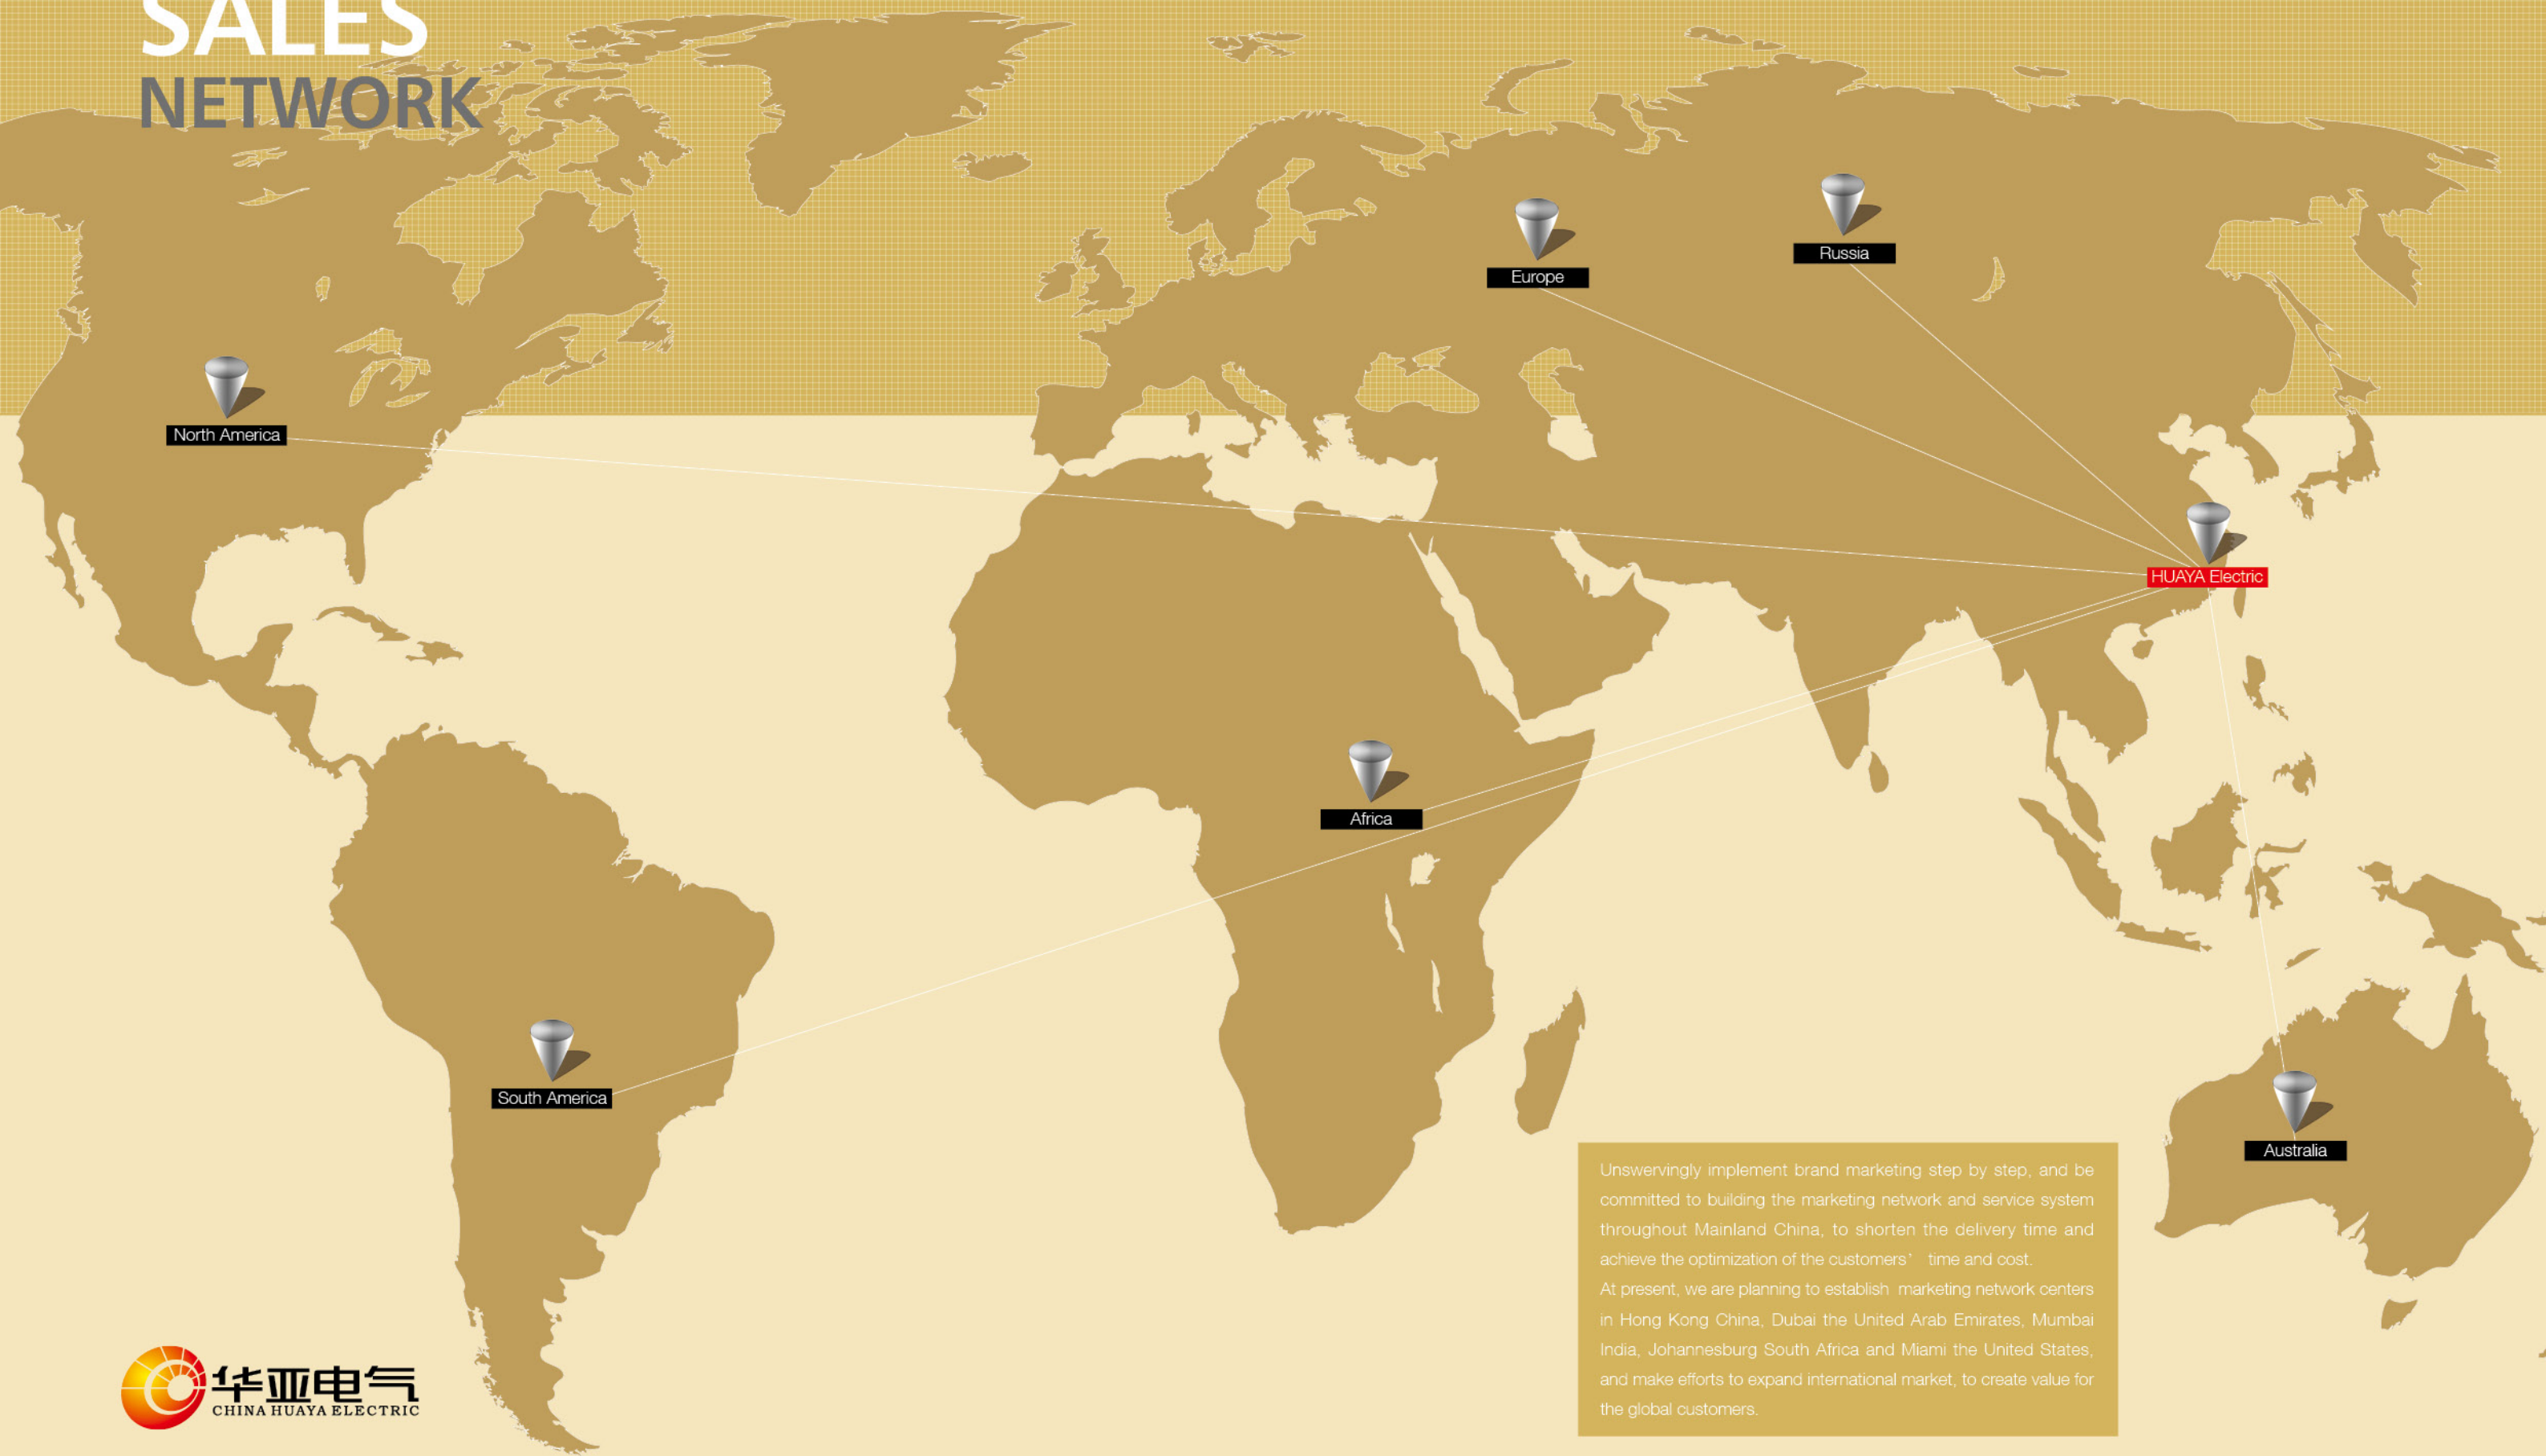 SALES
NETWORK
Russia
Europe
North America
HUAYA Electric
Africa
South America
Australia
Unswervingly implement brand marketing step by step, and be
committed to building the marketing network and service system
throughout Mainland China, to shorten the delivery time and
achieve the optimization of the customers' time and cost.
At present, we are planning to establish marketing network centers
in Hong Kong China, Dubai the United Arab Emirates, Mumbai
India, Johannesburg South Africa and Miami the United States,
and make efforts to expand international market, to create value for
the global customers.
华亚电气
CHINA HUAYA ELECTRIC